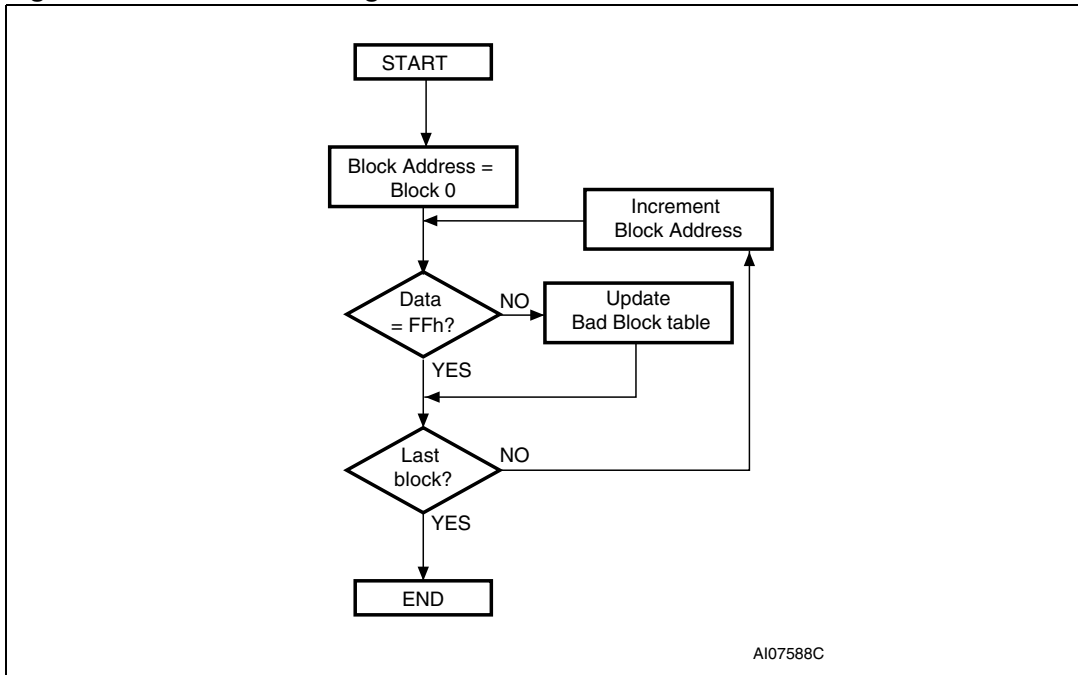 START
Block Address =
Block 0
Increment
Block Address
Data
= FFh?
NO
Update
Bad Block table
YES
Last
block?
NO
YES
END
AI07588C